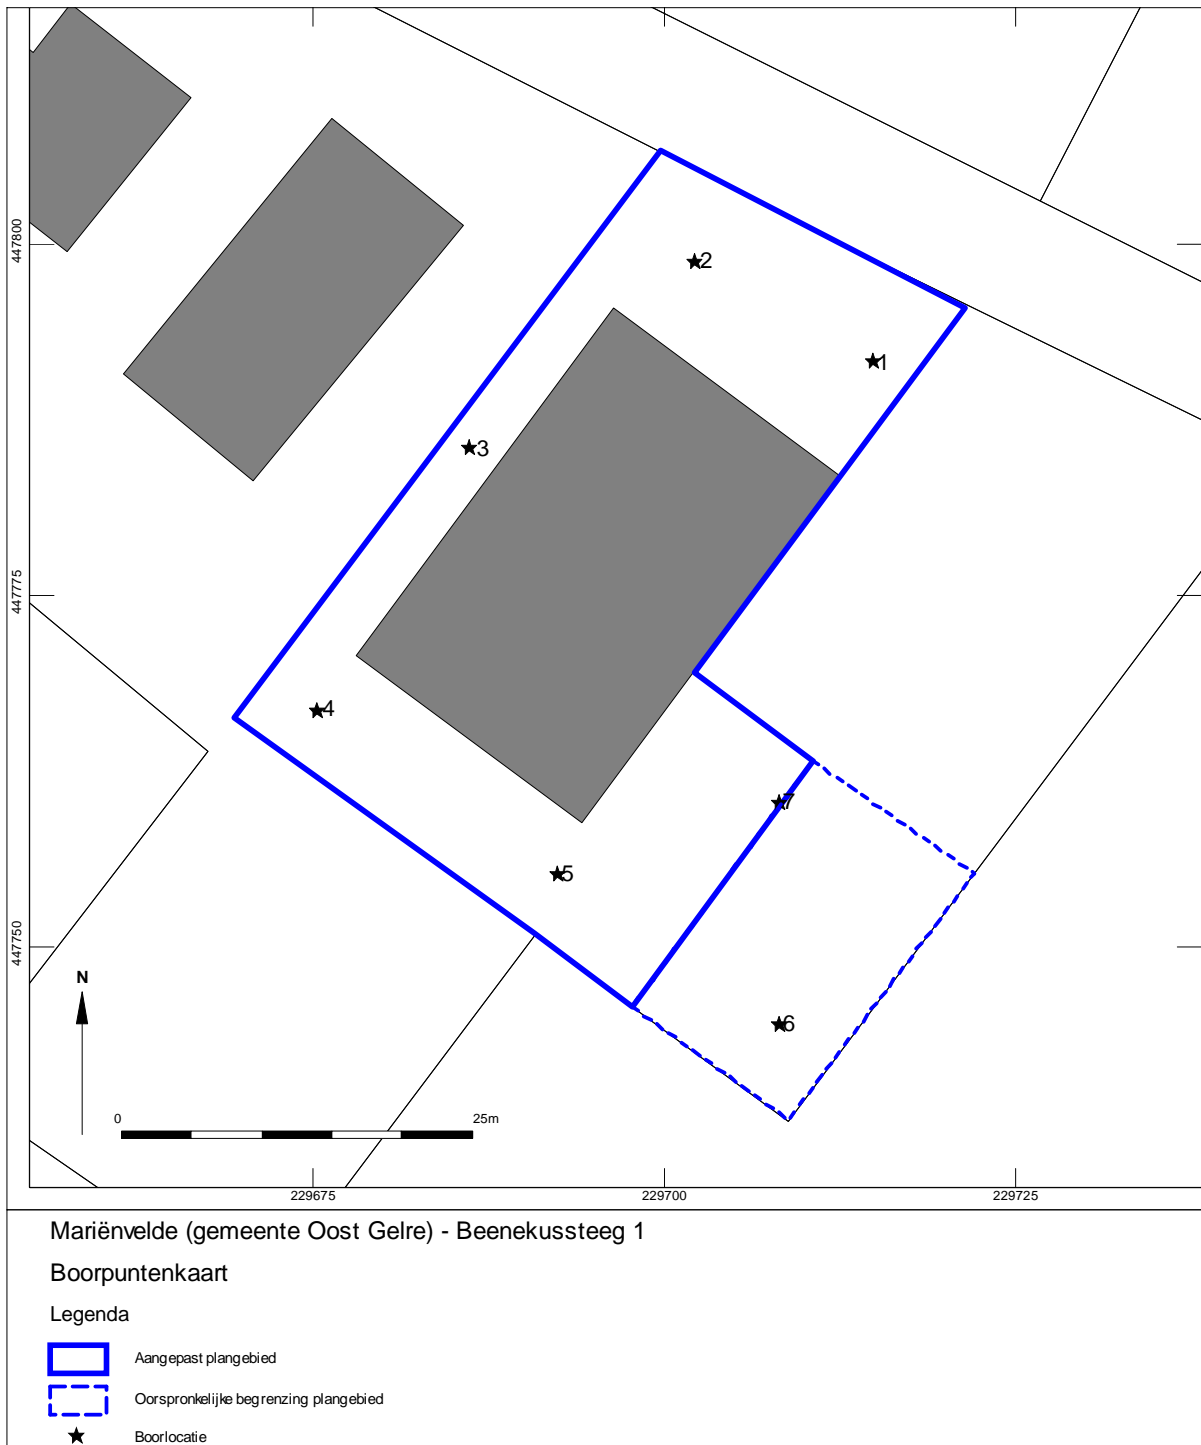 447800
2
1
3
447775
4
7
5
447750
N
6
0
25m
229675
229700
229725
Mariënvelde (gemeente Oost Gelre) - Beenekussteeg 1
Boorpuntenkaart
Legenda
Aangepast plangebied
Oorspronkelijke begrenzing plangebied
Boorlocatie